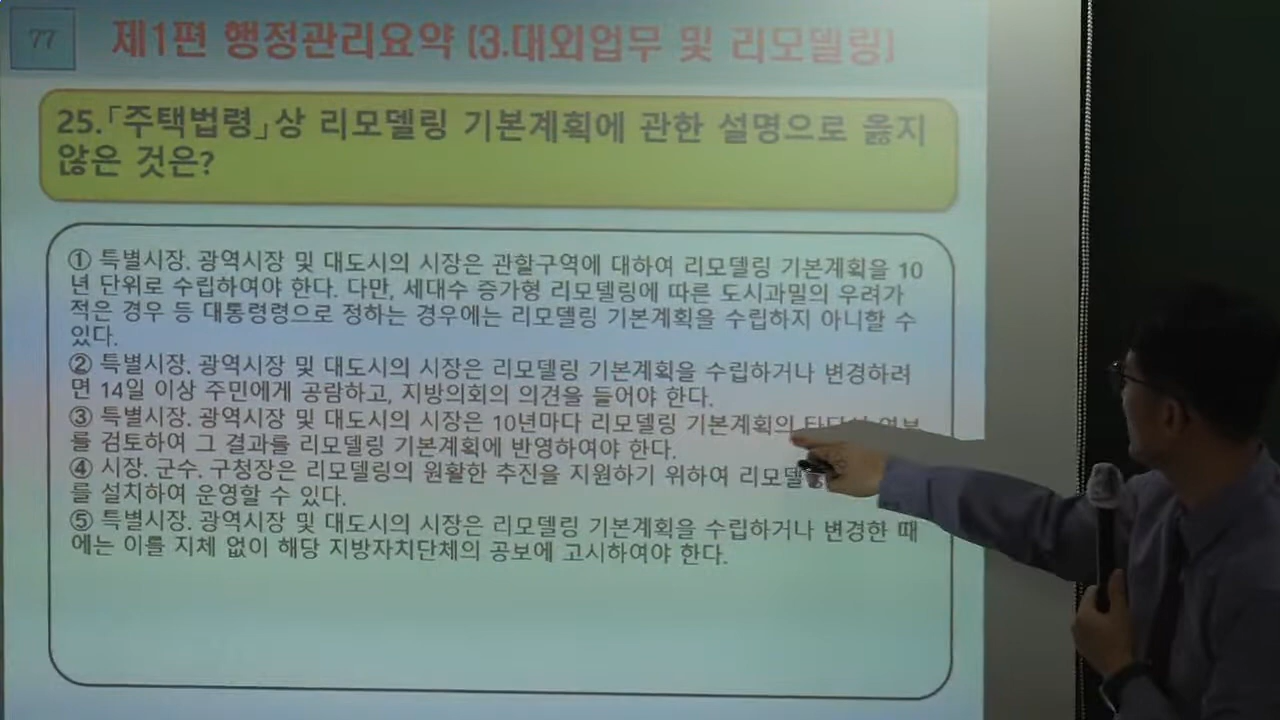 77
제1편 행정관리요약 (3.대외업무 및 리모델링)
25.「주택법령」상 리모델링 기본계획에 관한 설명으로 옳지
않은 것은?
① 특별시장. 광역시장 및 대도시의 시장은 관할구역에 대하여 리모델링 기본계획을 10
년 단위로 수립하여야 한다. 다만, 세대수 증가형 리모델링에 따른 도시과밀의 우려가
적은 경우 등 대통령령으로 정하는 경우에는 리모델링 기본계획을 수립하지 아니할 수
있다.
② 특별시장. 광역시장 및 대도시의 시장은 리모델링 기본계획을 수립하거나 변경하려
면 14일 이상 주민에게 공람하고, 지방의회의 의견을 들어야 한다.
③ 특별시장. 광역시장 및 대도시의 시장은 10년마다 리모델링 기본계획의
를 검토하여 그 결과를 리모델링 기본계획에 반영하여야 한다.
④ 시장. 군수. 구청장은 리모델링의 원활한 추진을 지원하기 위하여
를 설치하여 운영할 수 있다.
⑤ 특별시장. 광역시장 및 대도시의 시장은 리모델링 기본계획을 수립하거나 변경한 때
에는 이를 지체 없이 해당 지방자치단체의 공보에 고시하여야 한다.